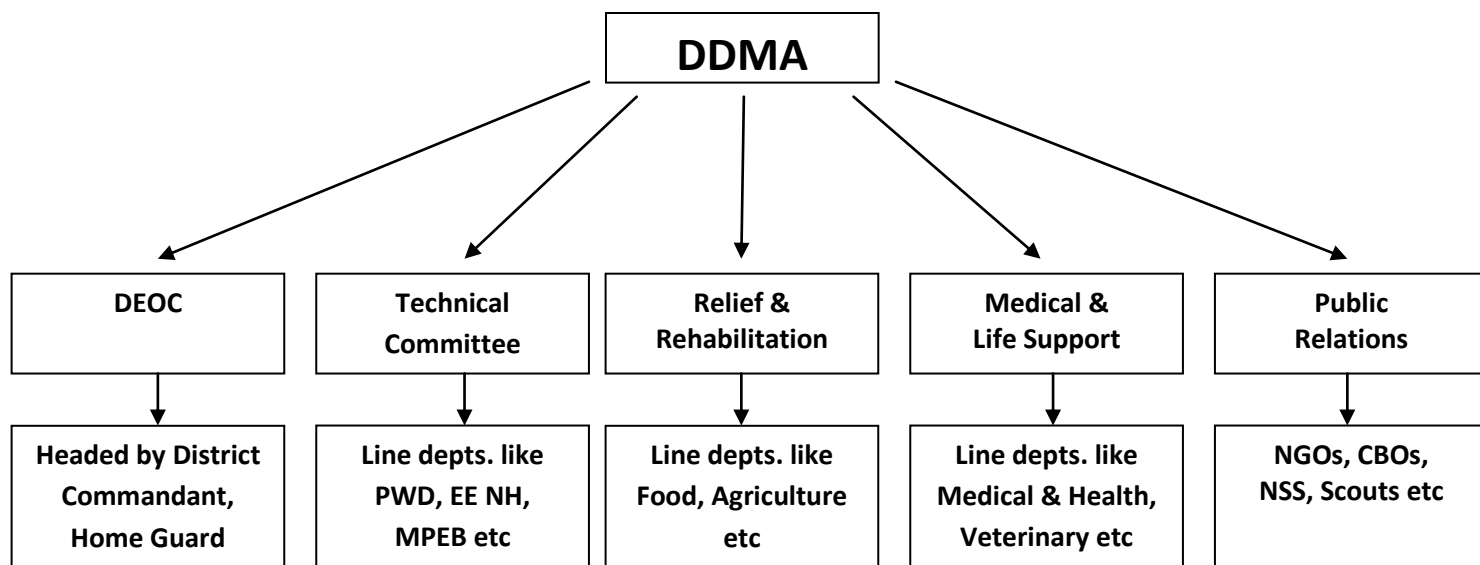 DDMA
DEOC
Technical
Committee
Relief &
Rehabilitation
Medical &
Life Support
Public
Relations
Headed by District
Commandant,
Home Guard
Line depts. like
PWD, EE NH,
MPEB etc
Line depts. like
Food, Agriculture
etc
Line depts. like
Medical & Health,
Veterinary etc
NGOs, CBOs,
NSS, Scouts etc